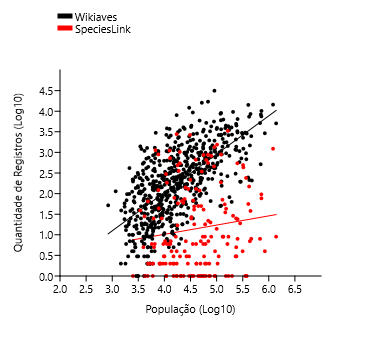 Wikiaves
SpeciesLink
Quantidade de Registros (Log10)
4.5
4.0
3.5
3.0
2.5
2.0
1.5
1.0
0.5
0.0
2.0 2.5 3.0 3.5 4.0 4.5 5.0 5.5 6.0 6.5
População (Log10)